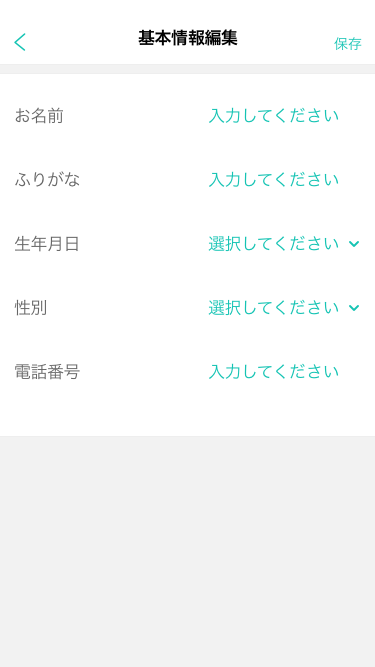 基本情報編集
保存
お名前 入力してください
ふりがな 入力してください
生年月日 選択してください
性別 選択してください
電話番号 入力してください